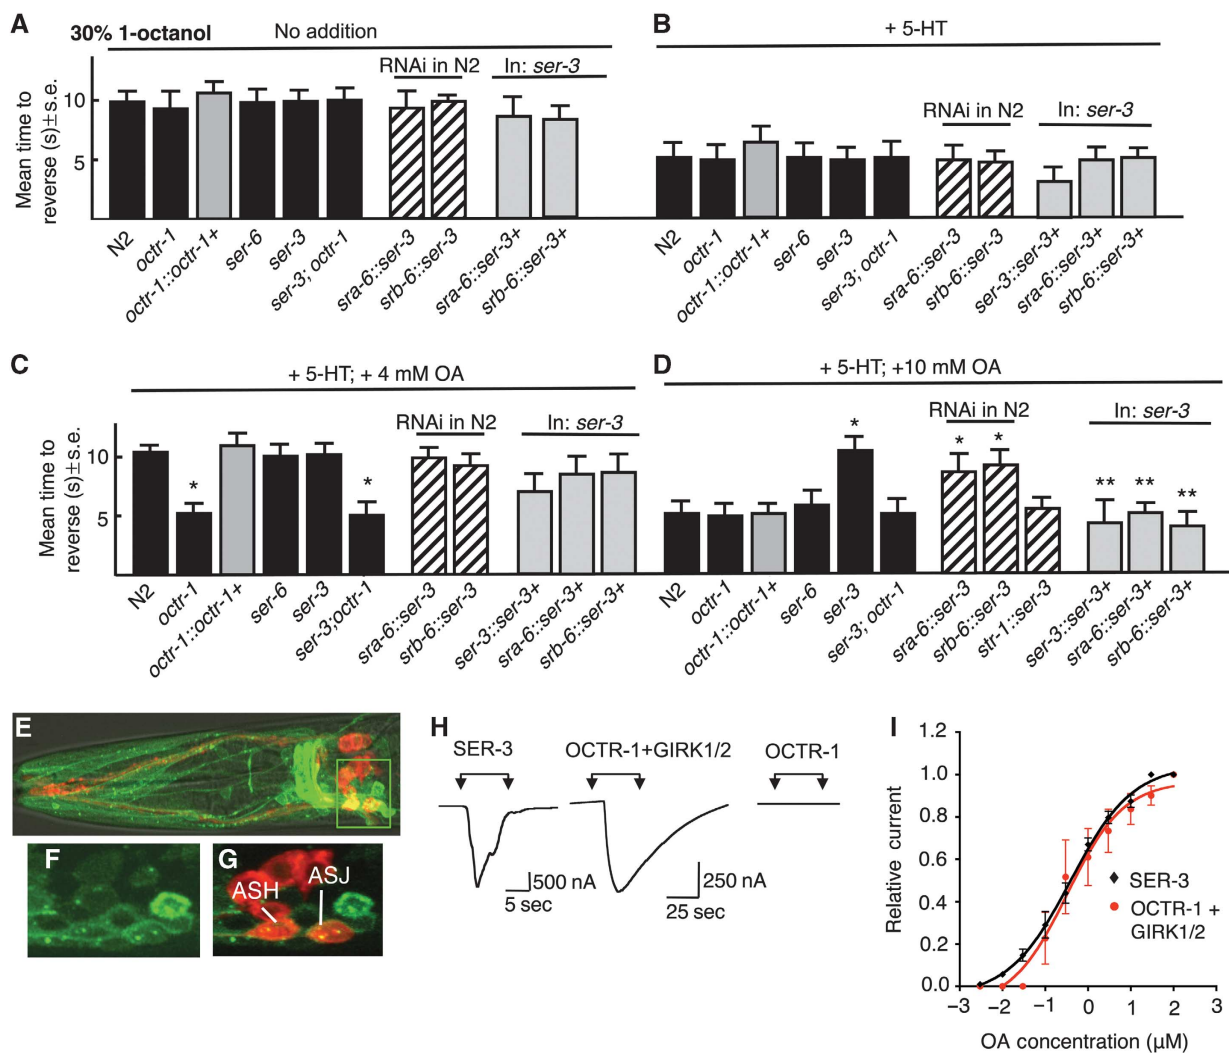 A
30% 1-octanol
No addition
RNAi in N2
In: ser-3
Mean time to
reverse (s)±s.e.
10
5
N2
octr-1
octr-1::octr-1+
ser-6
ser-3
ser-3; octr-1
sra-6::ser-3
srb-6::ser-3
sra-6::ser-3+
srb-6::ser-3+
B
+ 5-HT
RNAi in N2
In: ser-3
N2
octr-1
octr-1::octr-1+
ser-6
ser-3
ser-3; octr-1
sra-6::ser-3
srb-6::ser-3
ser-3::ser-3+
sra-6::ser-3+
srb-6::ser-3+
C
+ 5-HT; + 4 mM OA
RNAi in N2
In: ser-3
Mean time to
reverse (s)±s.e.
10
5
*
*
N2
octr-1
octr-1::octr-1+
ser-6
ser-3
ser-3;octr-1
sra-6::ser-3
srb-6::ser-3
ser-3::ser-3+
sra-6::ser-3+
srb-6::ser-3+
D
+ 5-HT; +10 mM OA
RNAi in N2
In: ser-3
*
*
*
**
**
**
N2
octr-1
octr-1::octr-1+
ser-6
ser-3
ser-3; octr-1
sra-6::ser-3
srb-6::ser-3
str-1::ser-3
ser-3::ser-3+
sra-6::ser-3+
srb-6::ser-3+
E
F
G
ASH
ASJ
H
SER-3
OCTR-1+GIRK1/2
OCTR-1
500 nA
5 sec
250 nA
25 sec
I
Relative current
1.2
1.0
0.8
0.6
0.4
0.2
0.0
SER-3
OCTR-1 +
GIRK1/2
−3 −2 −1 0 1 2 3
OA concentration (µM)